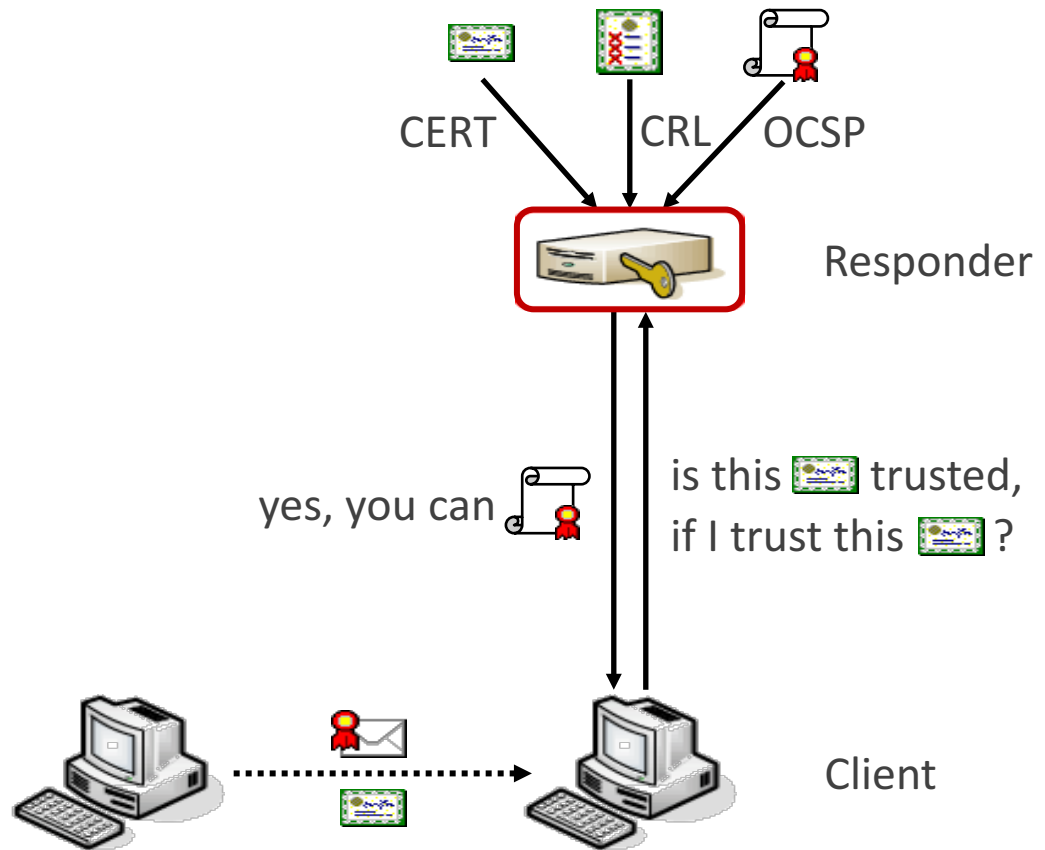 CERT
CRL
OCSP
Responder
yes, you can
is this trusted,
if I trust this ?
Client